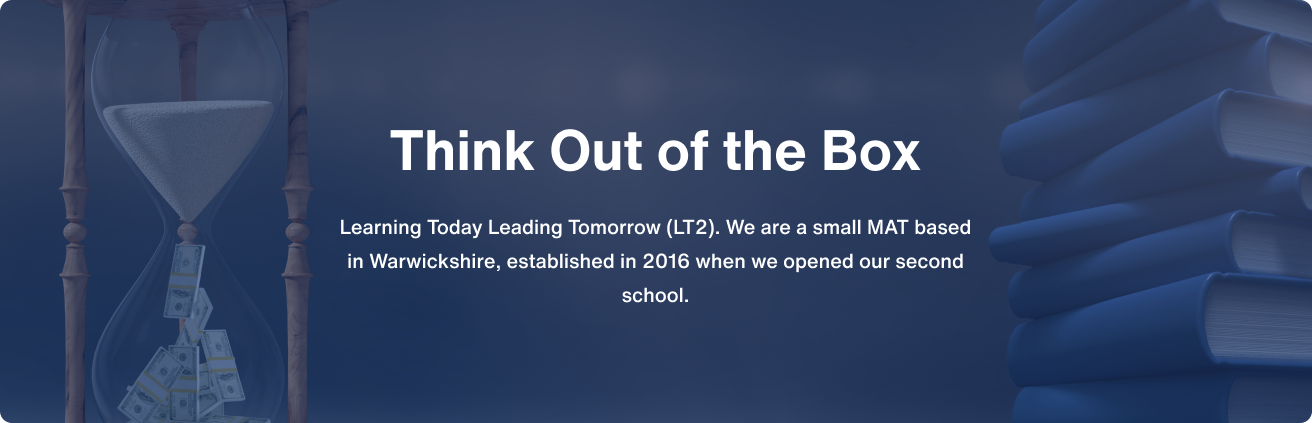 Think Out of the Box
Learning Today Leading Tomorrow (LT2). We are a small MAT based
in Warwickshire, established in 2016 when we opened our second
school.